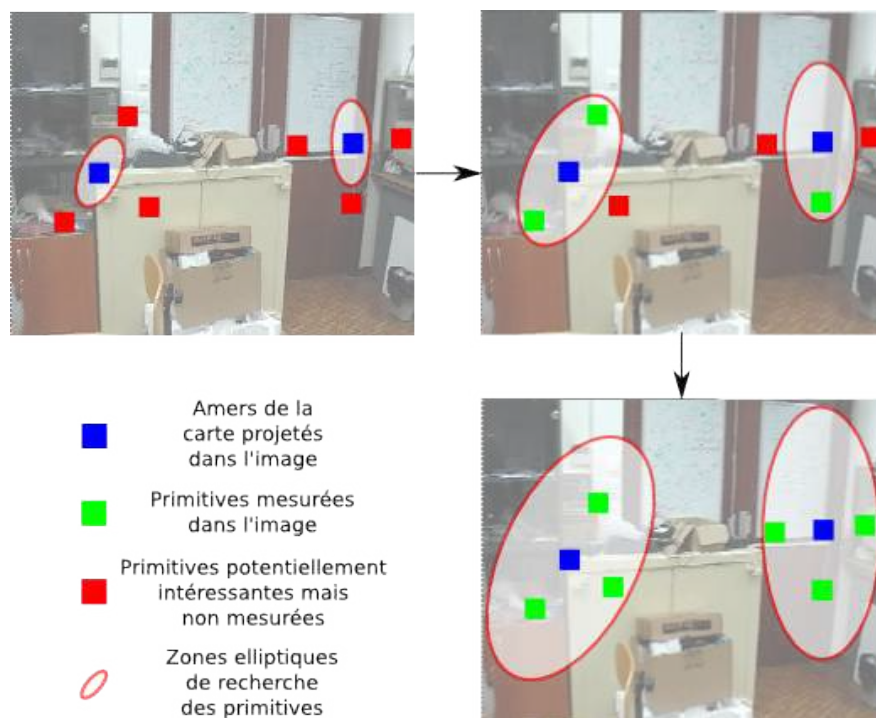 Amers de la
carte projetés
dans l'image
Primitives mesurées
dans l'image
Primitives potentiellement
intéressantes mais
non mesurées
Zones elliptiques
de recherche
des primitives